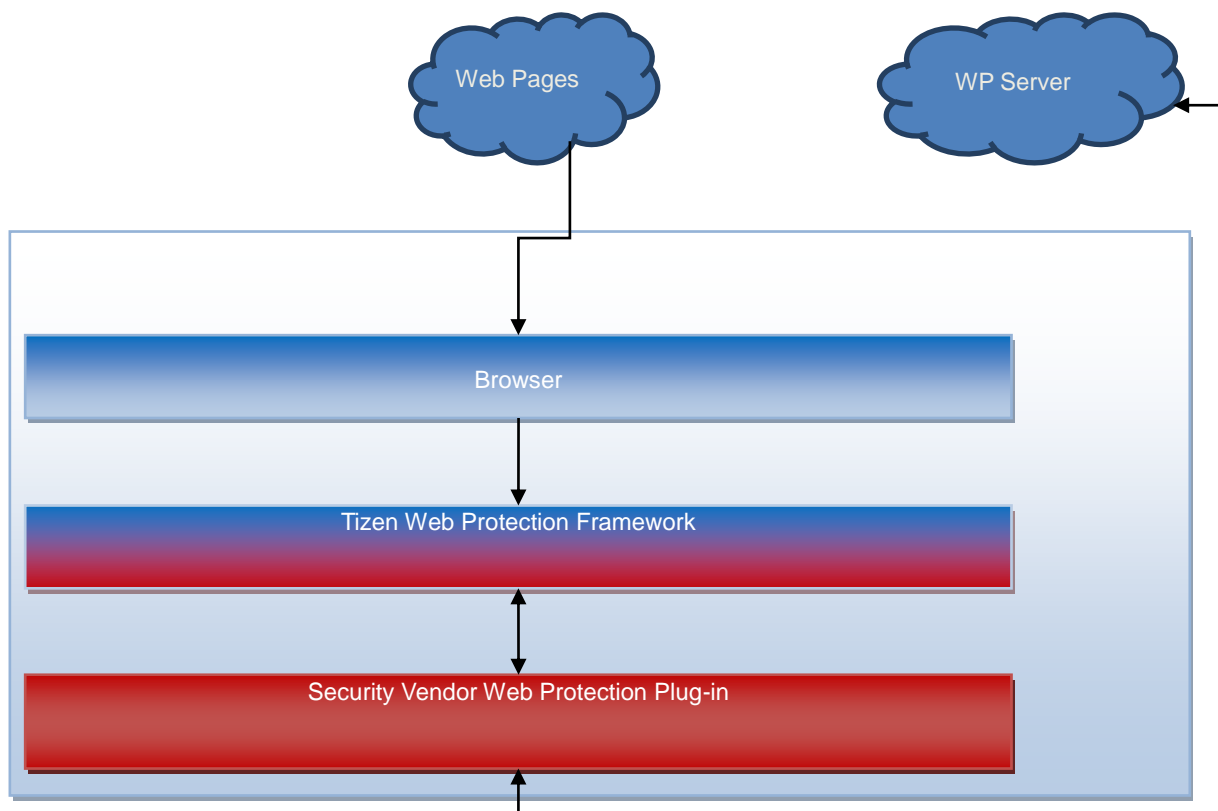 Web Pages
WP Server
Browser
Tizen Web Protection Framework
Security Vendor Web Protection Plug-in